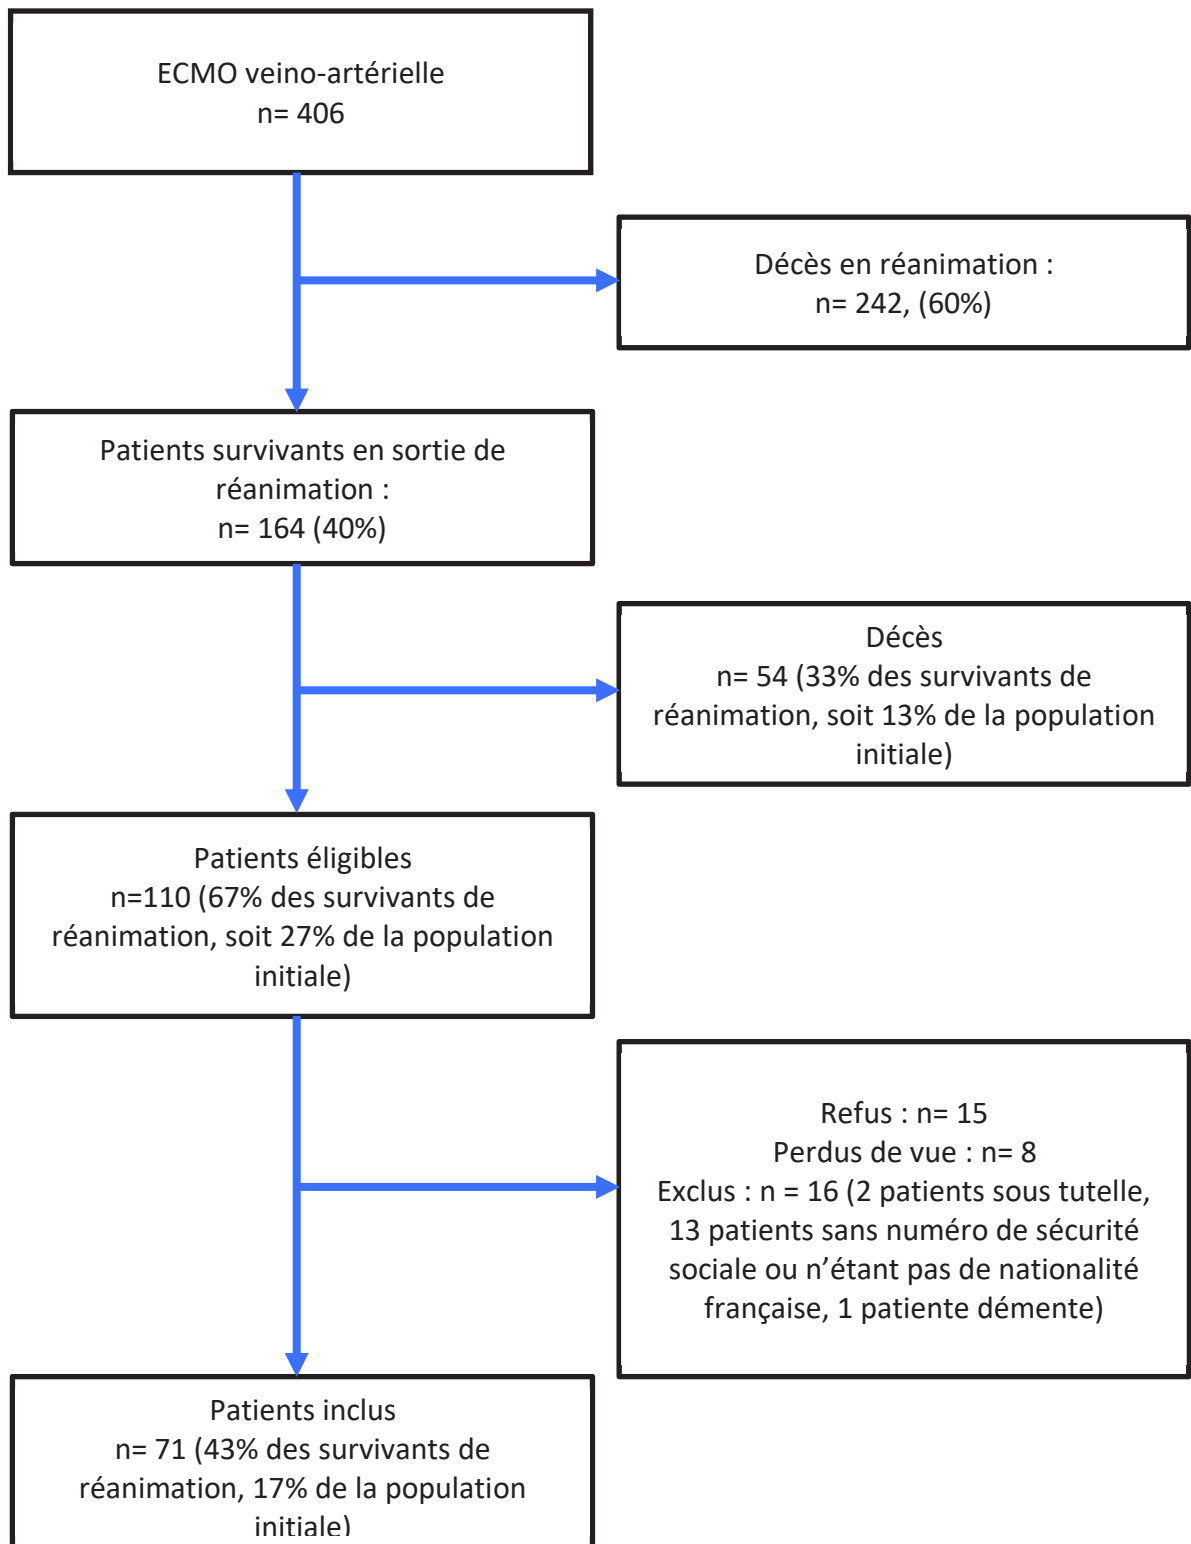 ECMO veino-artérielle
n= 406
Décès en réanimation :
n= 242, (60%)
Patients survivants en sortie de
réanimation :
n= 164 (40%)
Décès
n= 54 (33% des survivants de
réanimation, soit 13% de la population
initiale)
Patients éligibles
n=110 (67% des survivants de
réanimation, soit 27% de la population
initiale)
Refus : n= 15
Perdus de vue : n= 8
Exclus : n = 16 (2 patients sous tutelle,
13 patients sans numéro de sécurité
sociale ou n’étant pas de nationalité
française, 1 patiente démente)
Patients inclus
n= 71 (43% des survivants de
réanimation, 17% de la population
initiale)